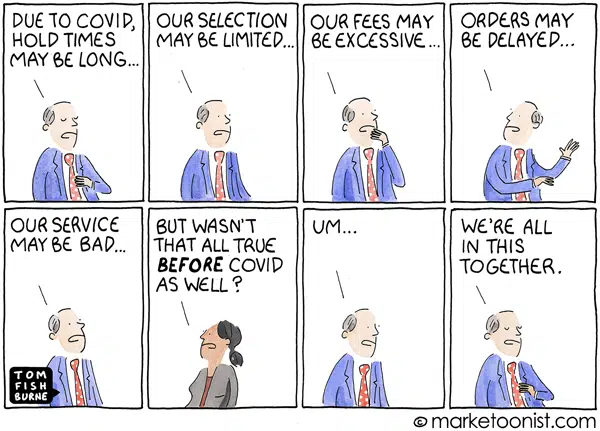 DUE TO COVID,
HOLD TIMES
MAY BE LONG...
OUR SELECTION
MAY BE LIMITED...
OUR FEES MAY
BE EXCESSIVE...
ORDERS MAY
BE DELAYED...
OUR SERVICE
MAY BE BAD...
BUT WASN'T
THAT ALL TRUE
BEFORE COVID
AS WELL?
UM...
WE'RE ALL
IN THIS
TOGETHER.
TOM
FISH
BURNE
© marketoonist.com